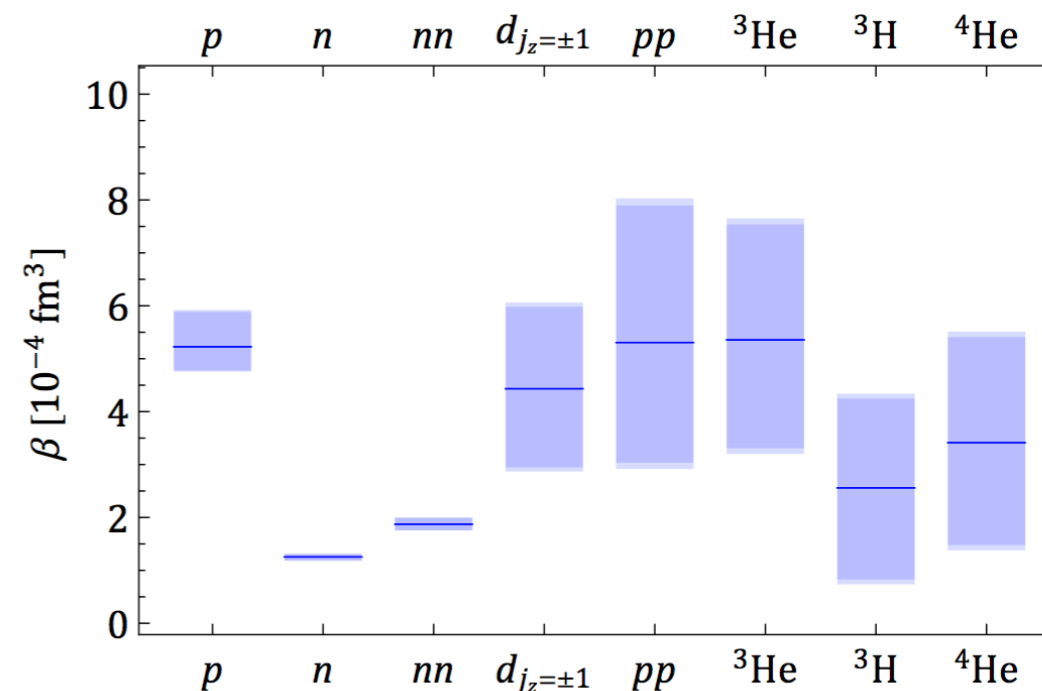 p n nn d_{j_z=±1} pp ³He ³H ⁴He
10
8
6
4
2
0
β [10⁻⁴ fm³]
p n nn d_{j_z=±1} pp ³He ³H ⁴He